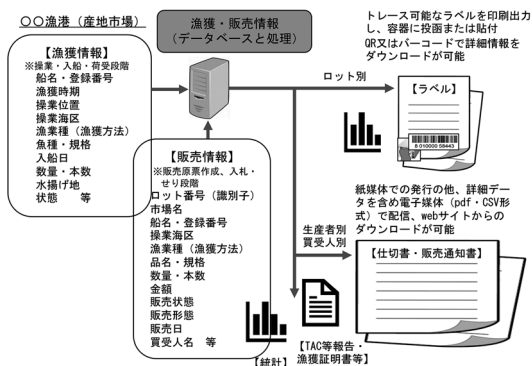 〇〇漁港（産地市場）
【漁獲情報】
※操業・入船・荷受段階
船名・登録番号
漁獲時期
操業位置
操業海区
漁業種（漁獲方法）
魚種・規格
入船日
数量・本数
水揚げ地
状態　等
漁獲・販売情報
（データベースと処理）
【販売情報】
※販売原票作成、入札・
せり段階
ロット番号（識別子）
市場名
船名・登録番号
操業海区
漁業種（漁獲方法）
品名・規格
数量・本数
金額
販売状態
販売形態
販売日
買受人名　等
ロット別
トレース可能なラベルを印刷出力
し、容器に投函または貼付
QR又はバーコードで詳細情報を
ダウンロードが可能
【ラベル】
8 010000 58443
紙媒体での発行の他、詳細デー
タを含め電子媒体（pdf・CSV形
式）で配信、webサイトからの
ダウンロードが可能
生産者別
買受人別
【仕切書・販売通知書】
【統計】
【TAC等報告・
漁獲証明書等】